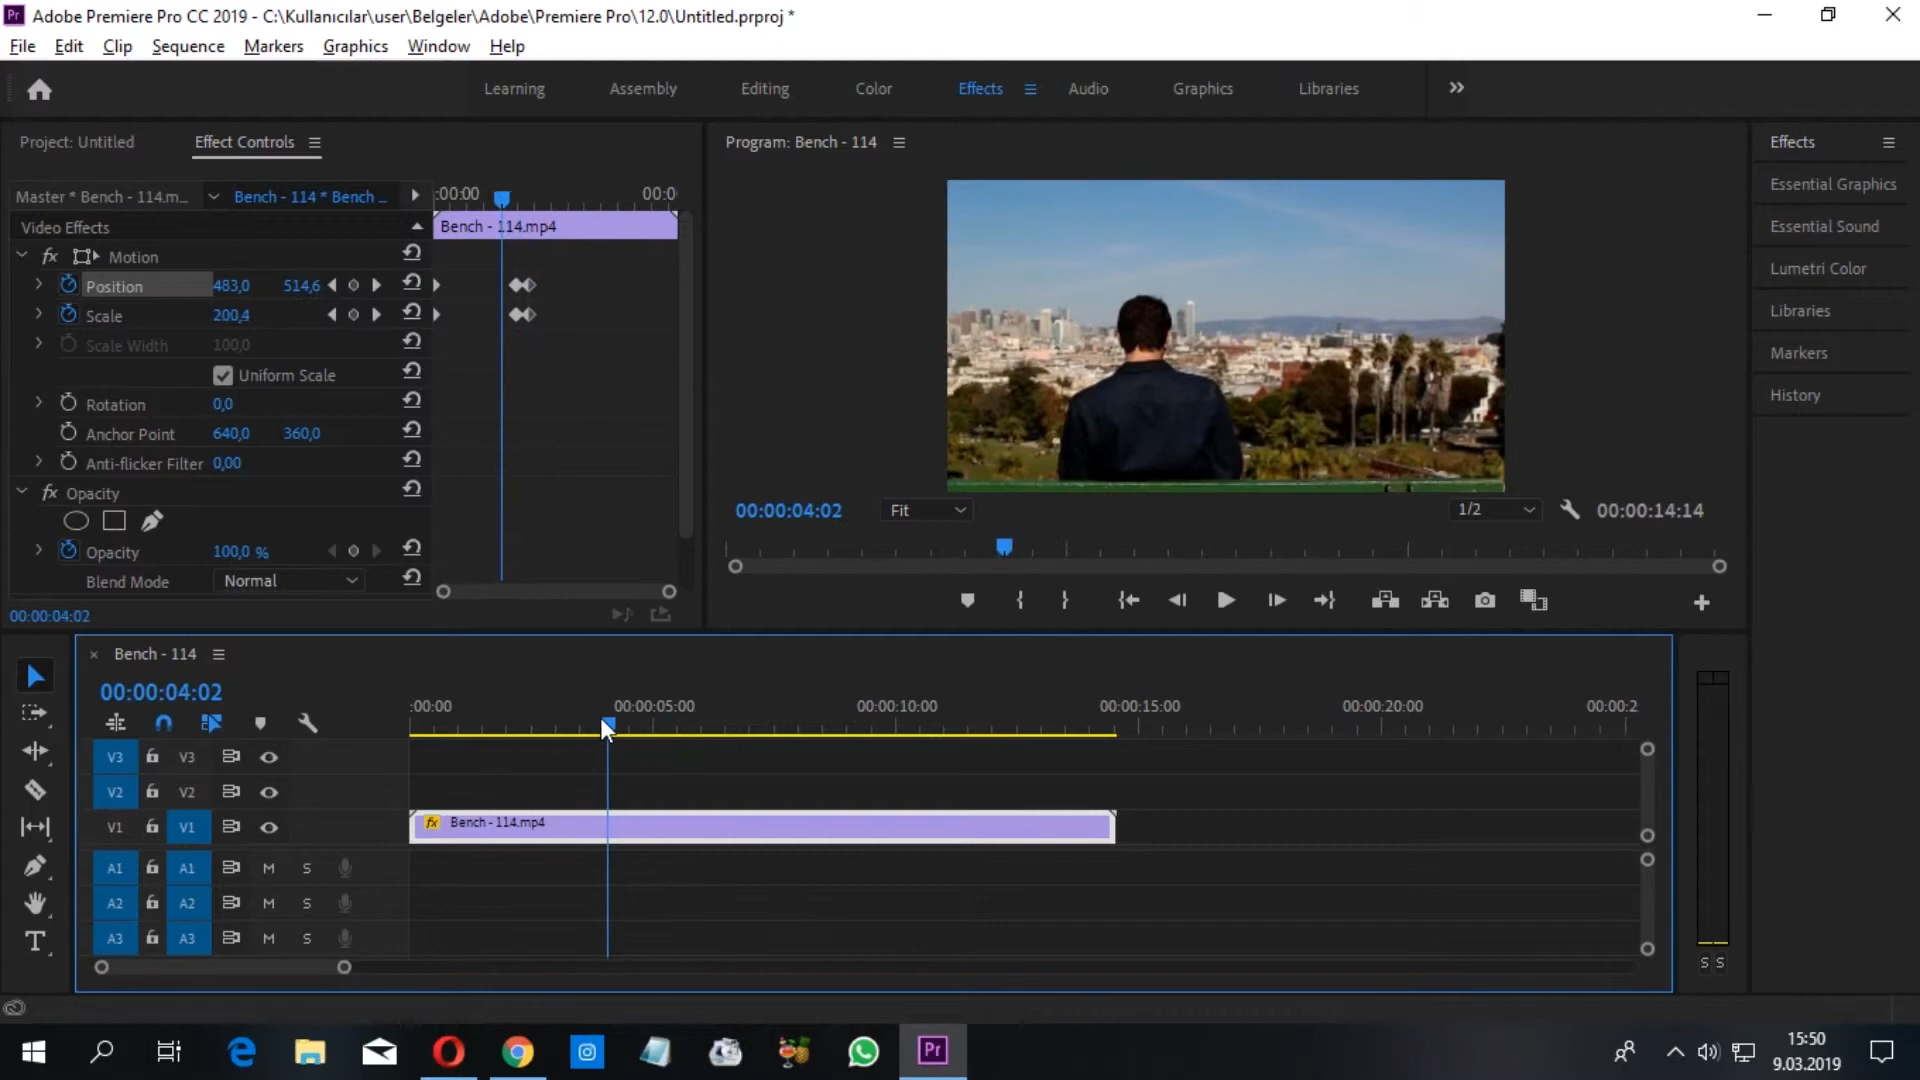 Pr Adobe Premiere Pro CC 2019 - C:\Kullanıcılar\user\Belgeler\Adobe\Premiere Pro\12.0\Untitled.prproj *
File Edit Clip Sequence Markers Graphics Window Help
Learning Assembly Editing Color Effects Audio Graphics Libraries
Project: Untitled Effect Controls Program: Bench - 114 Effects
Master * Bench - 114.m... Bench - 114 * Bench ... :00:00 00:0
Essential Graphics
Video Effects Bench - 114.mp4
Essential Sound
fx Motion
Lumetri Color
Position 483,0 514,6
Scale 200,4
Libraries
Scale Width 100,0
Markers
Uniform Scale
History
Rotation 0,0
Anchor Point 640,0 360,0
Anti-flicker Filter 0,00
fx Opacity
00:00:04:02 Fit 1/2 00:00:14:14
Opacity 100,0 %
Blend Mode Normal
00:00:04:02
Bench - 114
00:00:04:02
:00:00 00:00:05:00 00:00:10:00 00:00:15:00 00:00:20:00 00:00:2
V3 V3
V2 V2
V1 V1 fx Bench - 114.mp4
A1 A1 M S
A2 A2 M S
A3 A3 M S
T
S S
Pr
15:50
9.03.2019